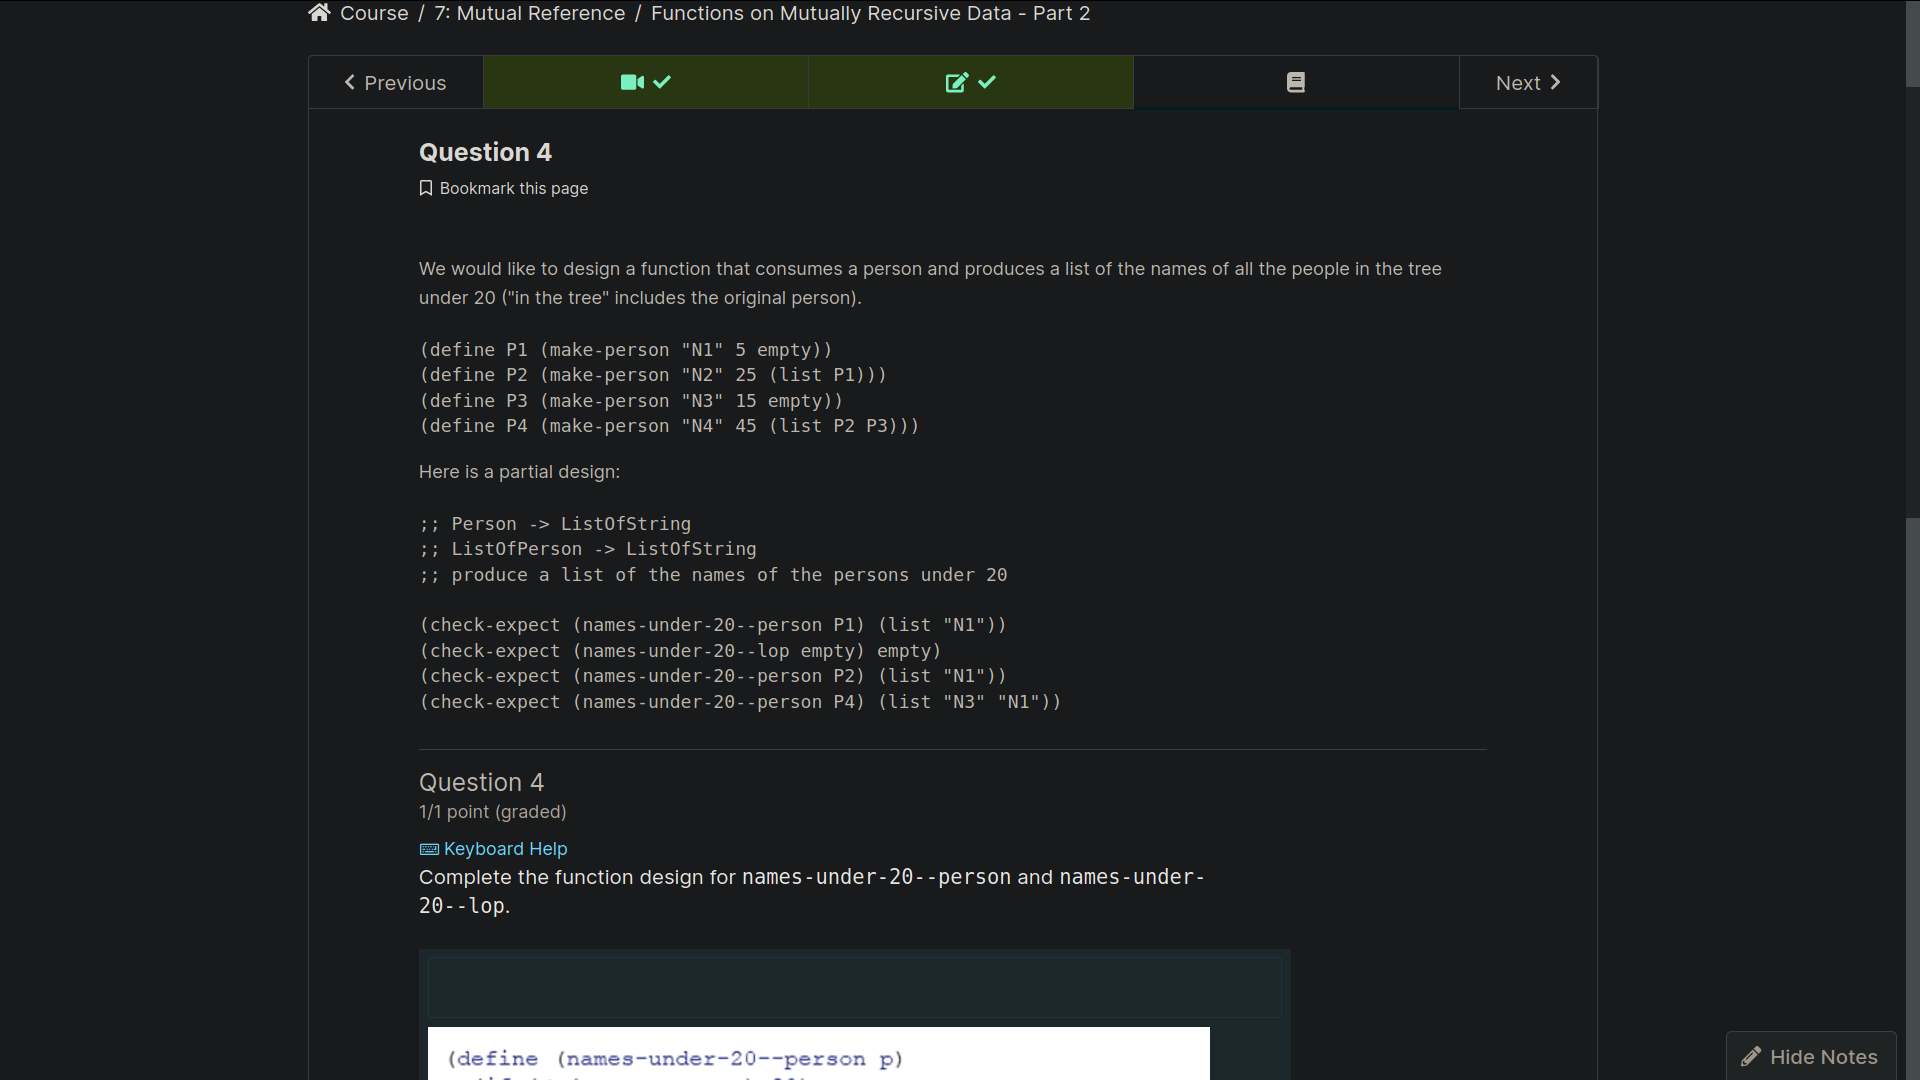 Course / 7: Mutual Reference / Functions on Mutually Recursive Data - Part 2
Previous
Next
Question 4
Bookmark this page
We would like to design a function that consumes a person and produces a list of the names of all the people in the tree
under 20 ("in the tree" includes the original person).
(define P1 (make-person "N1" 5 empty))
(define P2 (make-person "N2" 25 (list P1)))
(define P3 (make-person "N3" 15 empty))
(define P4 (make-person "N4" 45 (list P2 P3)))
Here is a partial design:
;; Person -> ListOfString
;; ListOfPerson -> ListOfString
;; produce a list of the names of the persons under 20
(check-expect (names-under-20--person P1) (list "N1"))
(check-expect (names-under-20--lop empty) empty)
(check-expect (names-under-20--person P2) (list "N1"))
(check-expect (names-under-20--person P4) (list "N3" "N1"))
Question 4
1/1 point (graded)
Keyboard Help
Complete the function design for names-under-20--person and names-under-
20--lop.
(define (names-under-20--person p)
Hide Notes